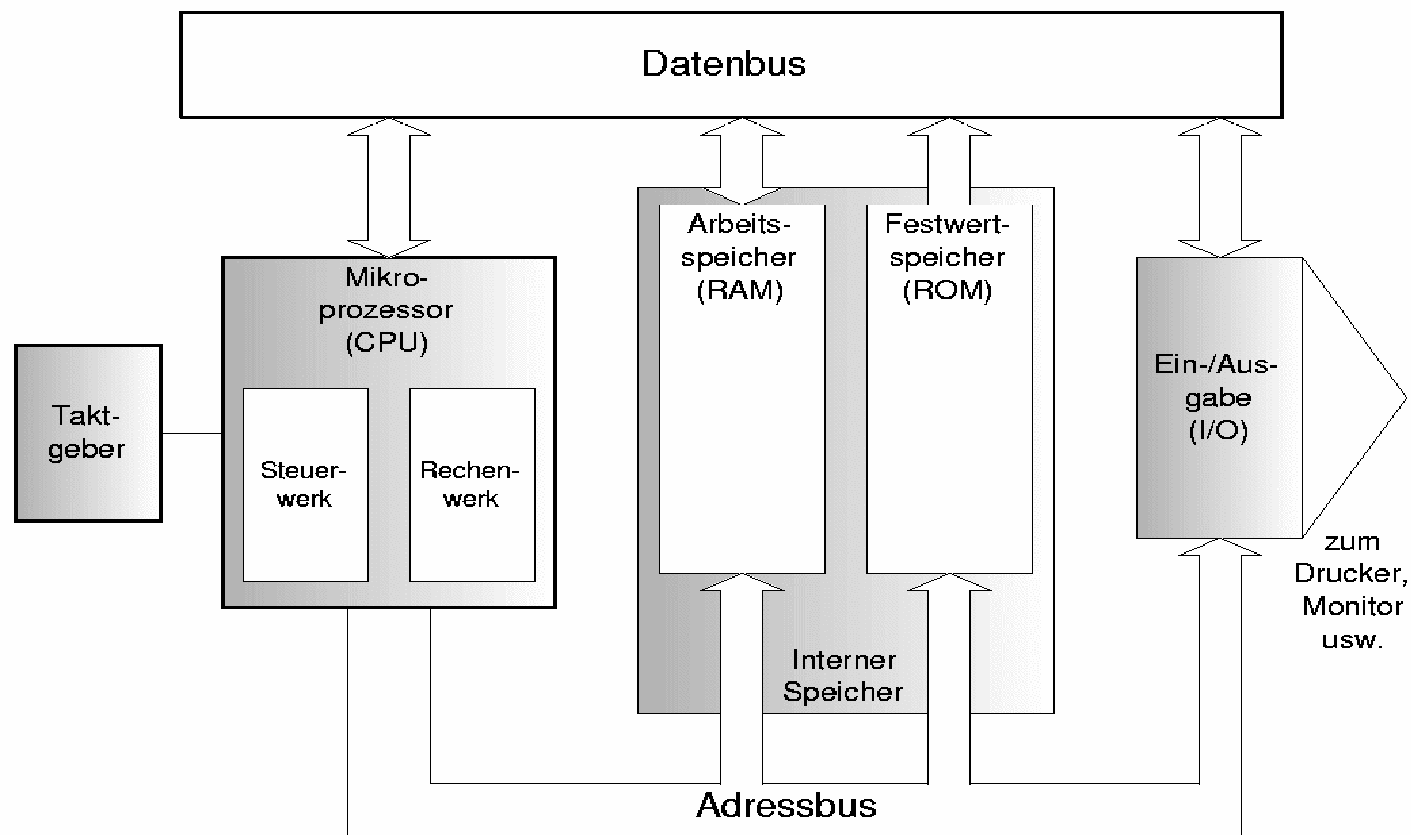 Datenbus
Mikro-
prozessor
(CPU)
Takt-
geber
Steuer-
werk
Rechen-
werk
Arbeits-
speicher
(RAM)
Festwert-
speicher
(ROM)
Interner
Speicher
Ein-/Aus-
gabe
(I/O)
zum
Drucker,
Monitor
usw.
Adressbus